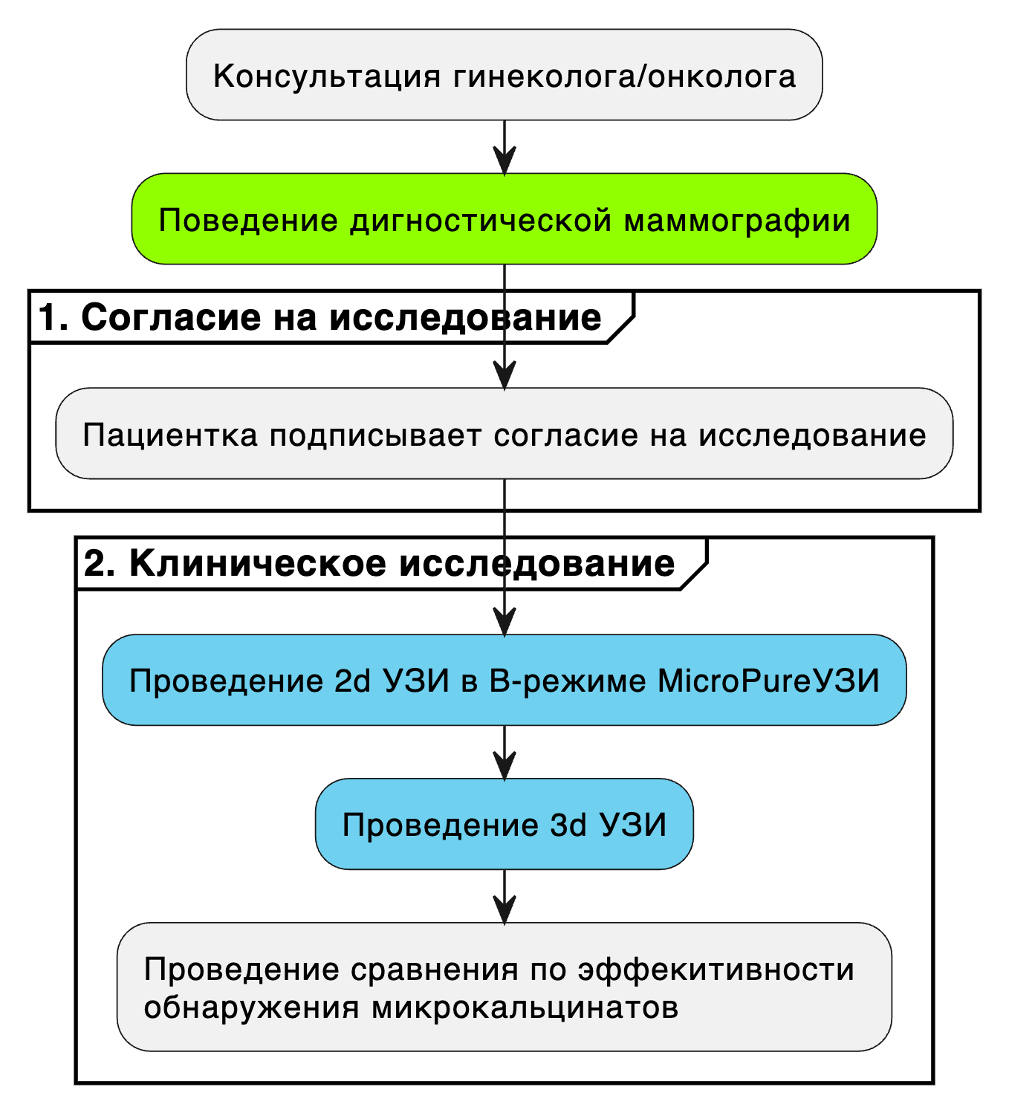 Консультация гинеколога/онколога
Поведение дигностической маммографии
1. Согласие на исследование
Пациентка подписывает согласие на исследование
2. Клиническое исследование
Проведение 2d УЗИ в B-режиме MicroPureУЗИ
Проведение 3d УЗИ
Проведение сравнения по эффекитивности
обнаружения микрокальцинатов